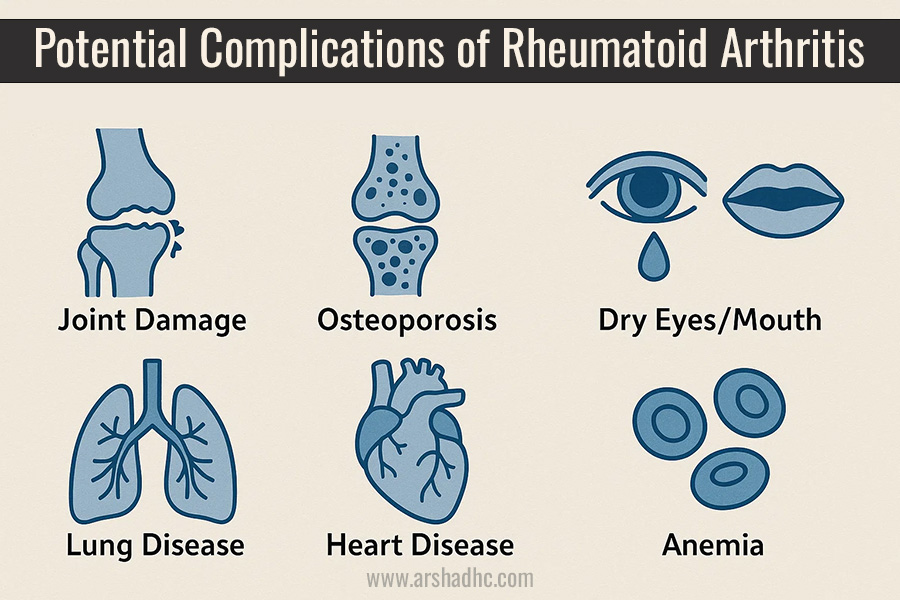 Potential Complications of Rheumatoid Arthritis
Joint Damage
Osteoporosis
Dry Eyes/Mouth
Lung Disease
Heart Disease
Anemia
www.arshadhc.com